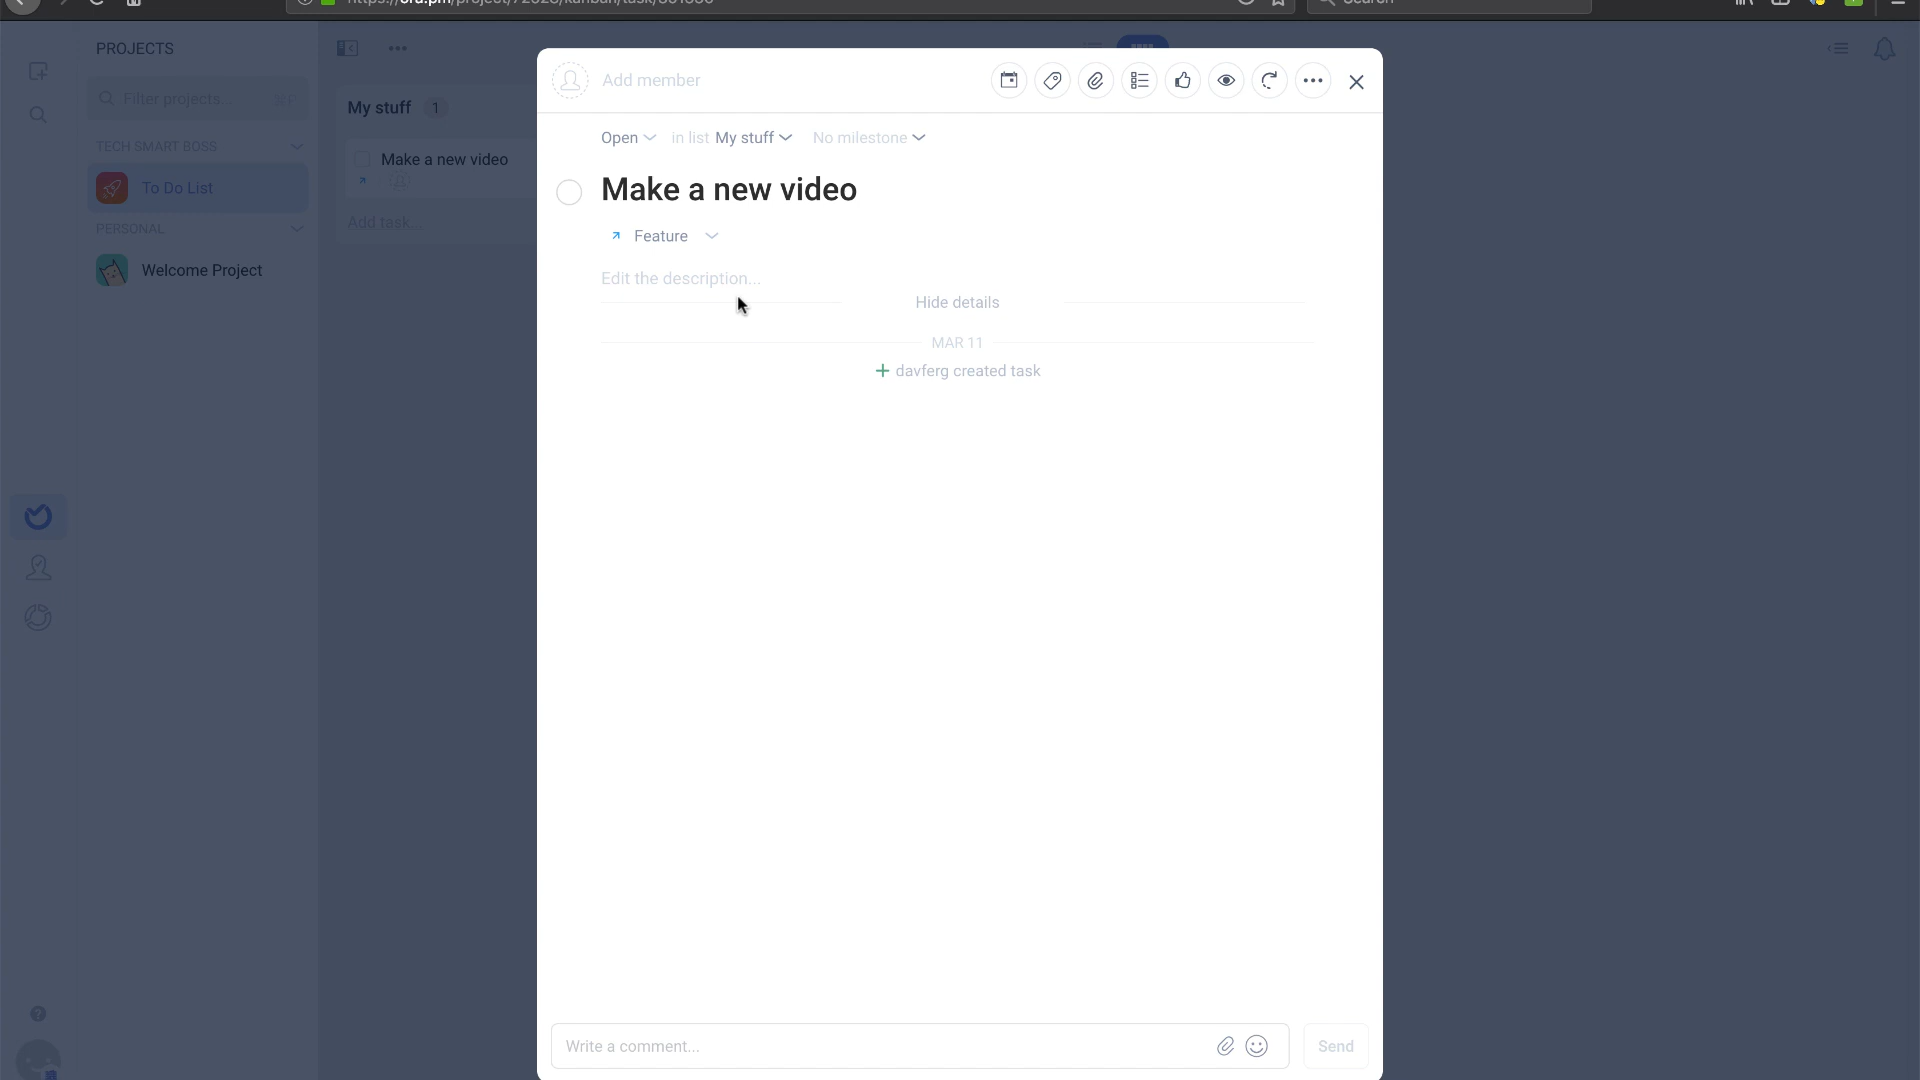 PROJECTS
Filter projects...
TECH SMART BOSS
To Do List
PERSONAL
Welcome Project
My stuff 1
Make a new video
Add task...
Add member
Open in list My stuff No milestone
Make a new video
Feature
Edit the description...
Hide details
MAR 11
+ davferg created task
Write a comment...
Send